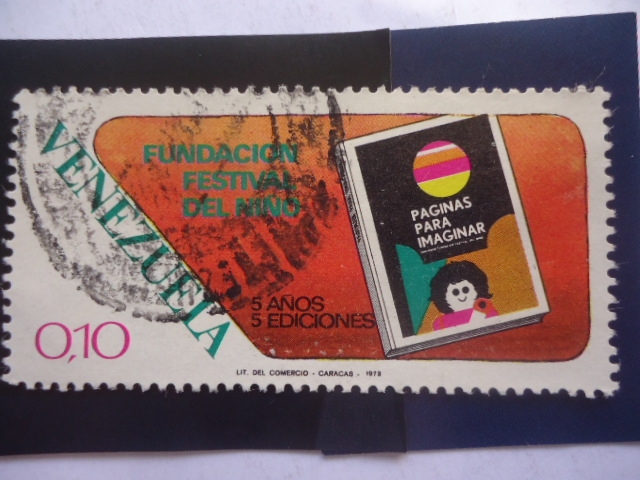 VENEZUELA
FUNDACION
FESTIVAL
DEL NIÑO
PAGINAS
PARA
IMAGINAR
5 AÑOS
5 EDICIONES
0,10
LIT. DEL COMERCIO - CARACAS - 1973